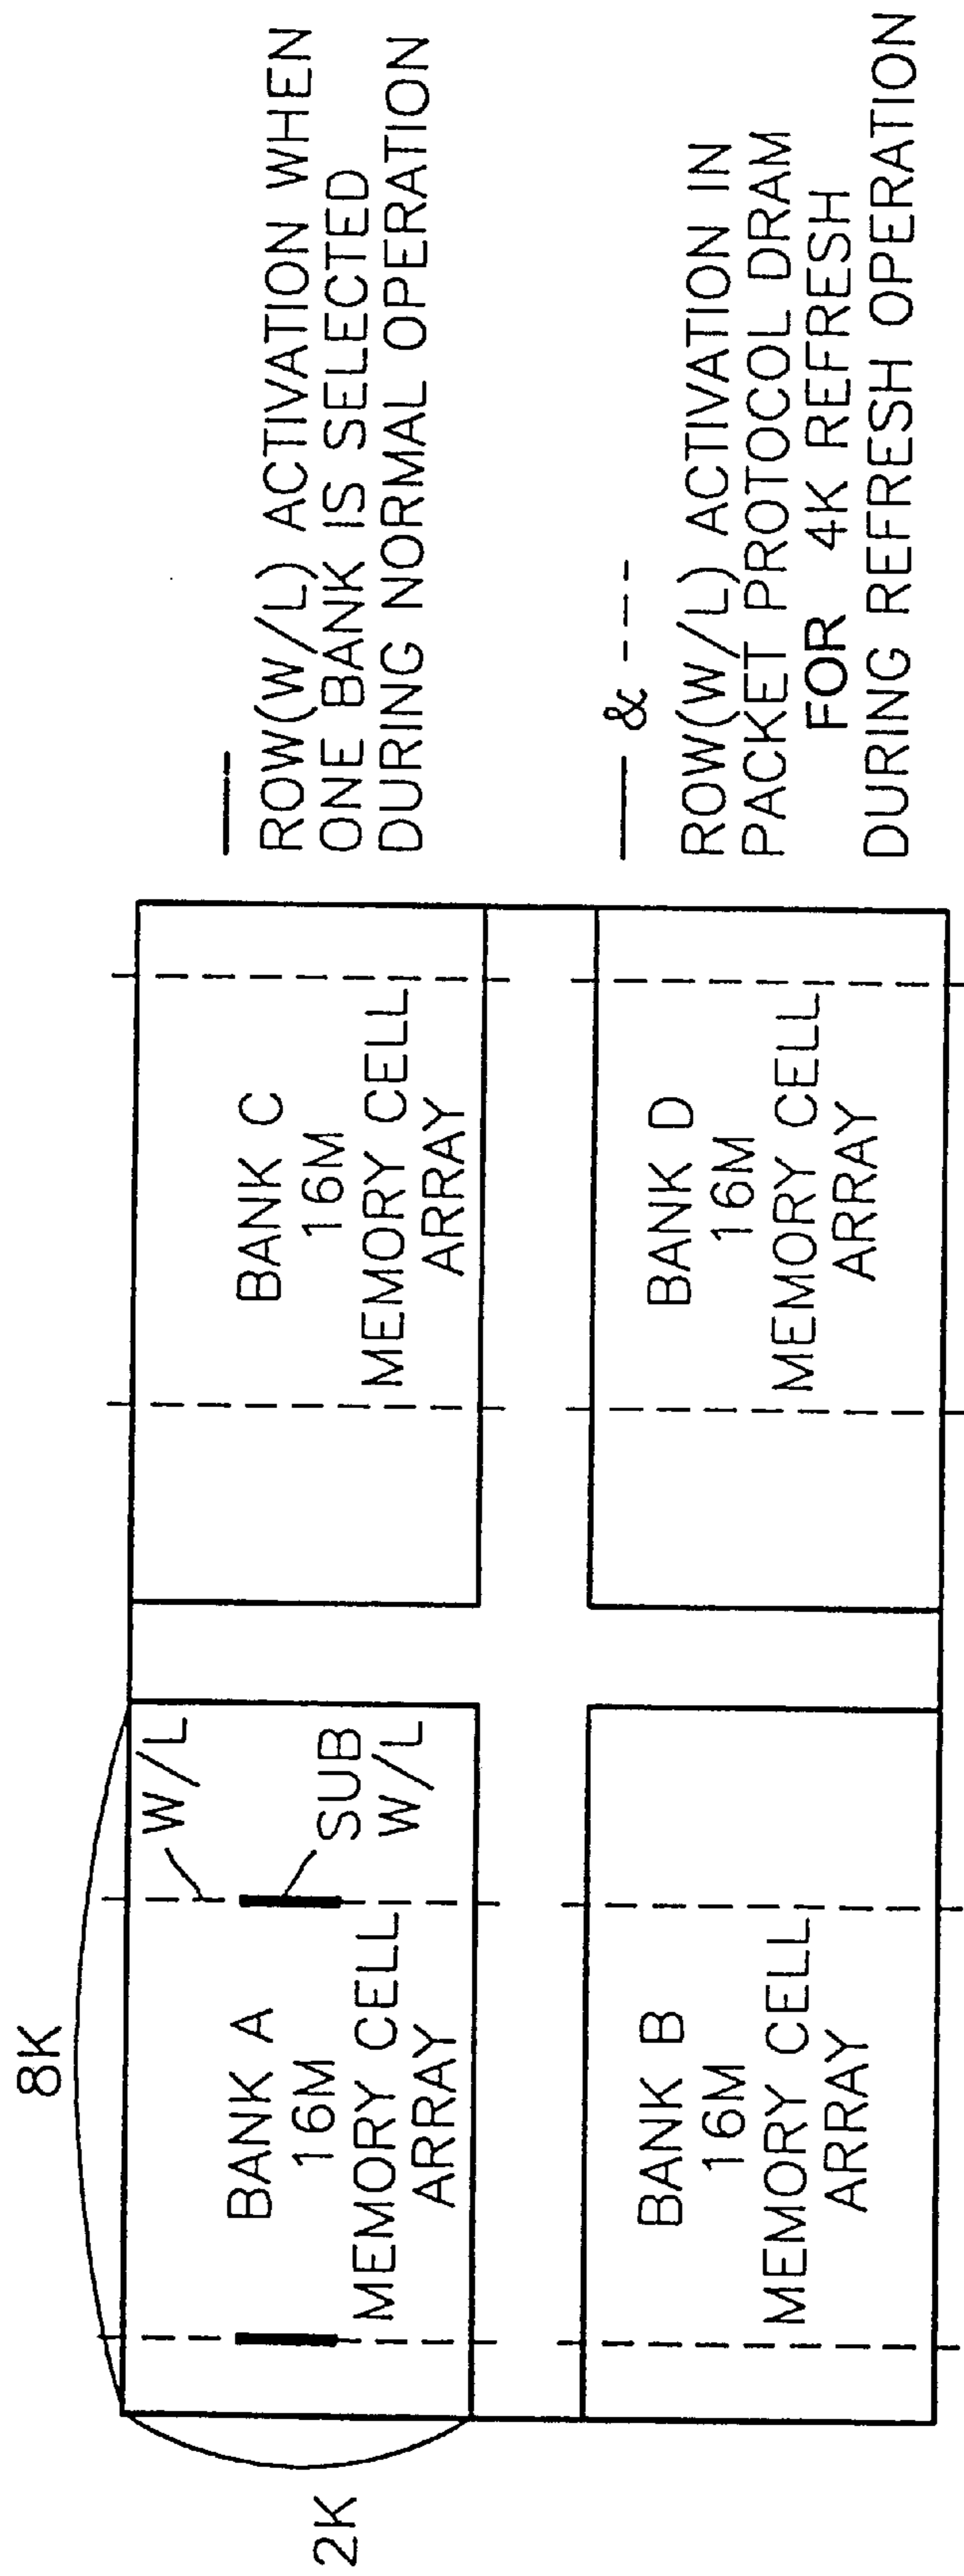 8K
2K
W/L
SUB
W/L
BANK A
16M
MEMORY CELL
ARRAY
BANK C
16M
MEMORY CELL
ARRAY
BANK B
16M
MEMORY CELL
ARRAY
BANK D
16M
MEMORY CELL
ARRAY
ROW(W/L) ACTIVATION WHEN
ONE BANK IS SELECTED
DURING NORMAL OPERATION
&
ROW(W/L) ACTIVATION IN
PACKET PROTOCOL DRAM
FOR 4K REFRESH
DURING REFRESH OPERATION